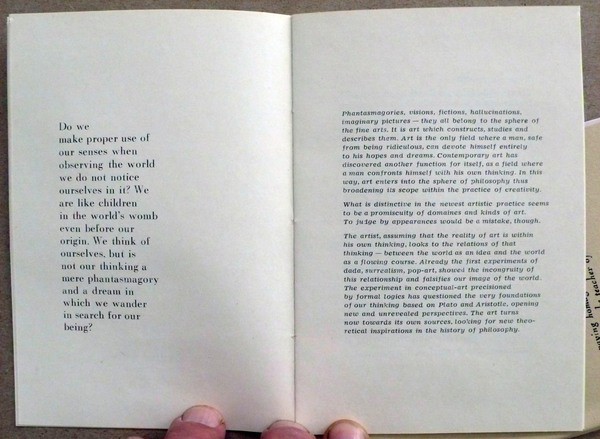 Do we
make proper use of
our senses when
observing the world
we do not notice
ourselves in it? We
are like children
in the world's womb
even before our
origin. We think of
ourselves, but is
not our thinking a
mere phantasmagory
and a dream in
which we wander
in search for our
being?
Phantasmagories, visions, fictions, hallucinations,
imaginary pictures — they all belong to the sphere of
the fine arts. It is art which constructs, studies and
describes them. Art is the only field where a man, safe
from being ridiculous, can devote himself entirely
to his hopes and dreams. Contemporary art has
discovered another function for itself, as a field where
a man confronts himself with his own thinking. In this
way, art enters into the sphere of philosophy thus
broadening its scope within the practice of creativity.
What is distinctive in the newest artistic practice seems
to be a promiscuity of domains and kinds of art.
To judge by appearances would be a mistake, though.
The artist, assuming that the reality of art is within
his own thinking, looks to the relations of that
thinking — between the world as an idea and the world
as a flowing course. Already the first experiments of
dada, surrealism, pop-art, showed the incongruity of
this relationship and falsifies our image of the world.
The experiment in conceptual-art precisioned
by formal logics has questioned the very foundations
of our thinking based on Plato and Aristotle, opening
new and unrevealed perspectives. The art turns
now towards its own sources, looking for new theo-
retical inspirations in the history of philosophy.
teacher of